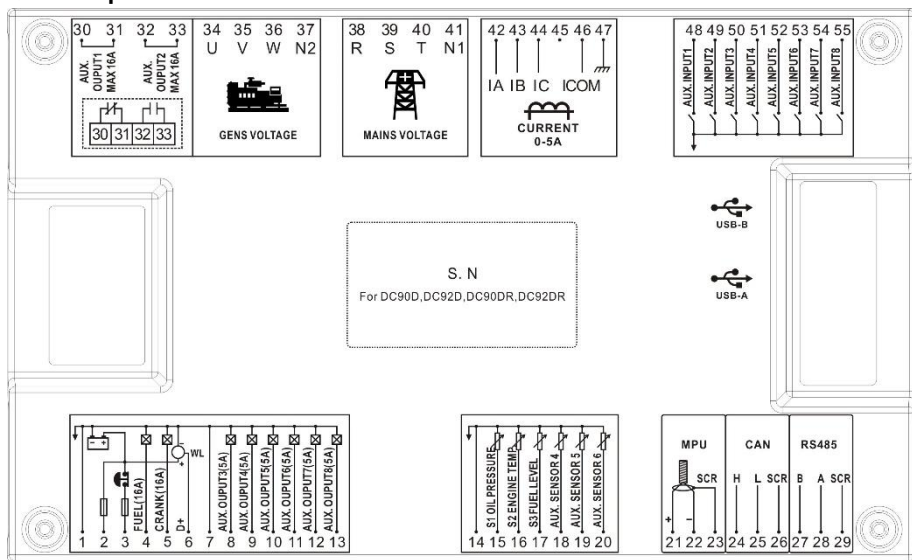 30 31 32 33
AUX. OUPUT1 MAX 16A
AUX. OUPUT2 MAX 16A
30 31 32 33
34 35 36 37
U V W N2
GENS VOLTAGE
38 39 40 41
R S T N1
MAINS VOLTAGE
42 43 44 45 46 47
IA IB IC ICOM
CURRENT
0-5A
48 49 50 51 52 53 54 55
AUX.INPUT1
AUX.INPUT2
AUX.INPUT3
AUX.INPUT4
AUX.INPUT5
AUX.INPUT6
AUX.INPUT7
AUX.INPUT8
USB-B
USB-A
S. N
For DC90D,DC92D,DC90DR,DC92DR
- +
-
WL
+
FUEL(16A)
CRANK(16A)
D+
AUX.OUPUT3(5A)
AUX.OUPUT4(5A)
AUX.OUPUT5(5A)
AUX.OUPUT6(5A)
AUX.OUPUT7(5A)
AUX.OUPUT8(5A)
1 2 3 4 5 6 7 8 9 10 11 12 13
S1 OIL PRESSURE
S2 ENGINE TEMP.
S3 FUEL LEVEL
AUX. SENSOR 4
AUX. SENSOR 5
AUX. SENSOR 6
14 15 16 17 18 19 20
MPU CAN RS485
SCR H L SCR B A SCR
+ -
21 22 23 24 25 26 27 28 29